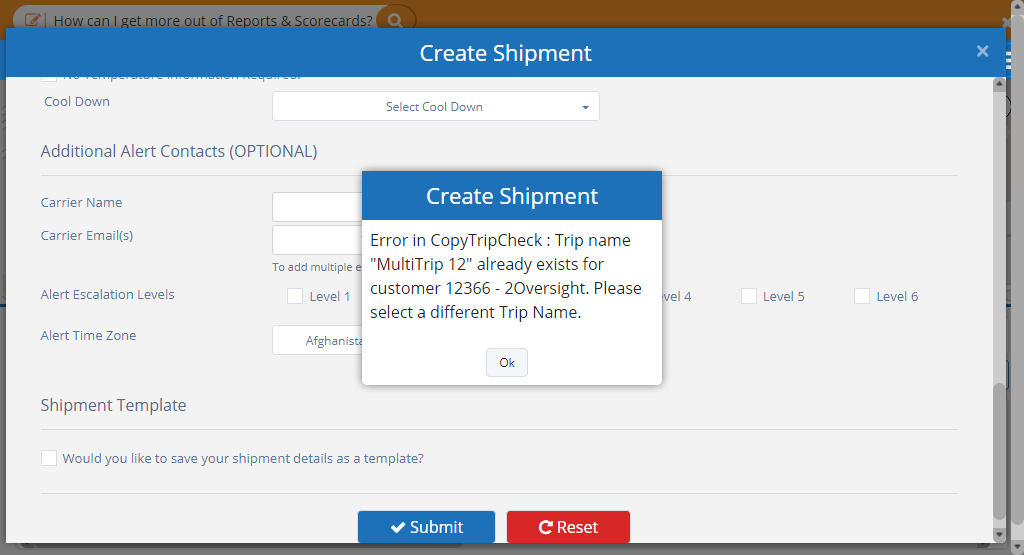 How can I get more out of Reports & Scorecards?
Create Shipment
×
No Temperature Information Required.
Cool Down
Select Cool Down
Additional Alert Contacts (OPTIONAL)
Carrier Name
Carrier Email(s)
To add multiple e
Alert Escalation Levels
Level 1
vel 4
Level 5
Level 6
Alert Time Zone
Afghanista
Create Shipment
Error in CopyTripCheck : Trip name
"MultiTrip 12" already exists for
customer 12366 - 2Oversight. Please
select a different Trip Name.
Ok
Shipment Template
Would you like to save your shipment details as a template?
Submit
Reset